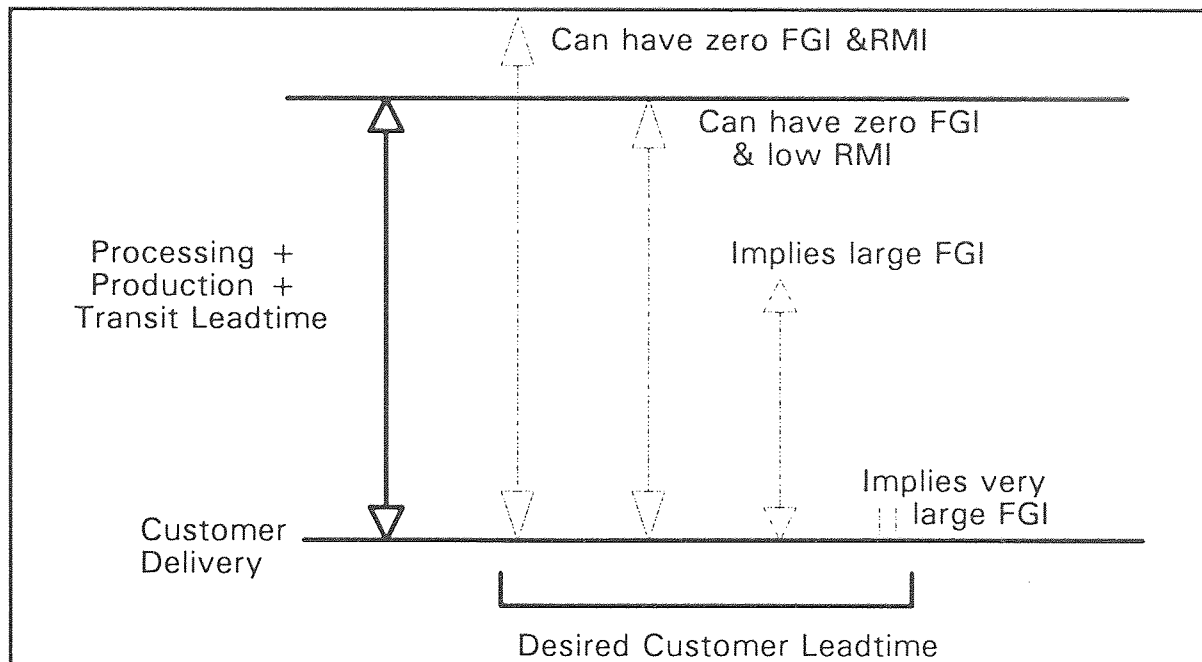 Can have zero FGI &RMI
Can have zero FGI
& low RMI
Processing +
Production +
Transit Leadtime
Implies large FGI
Implies very
large FGI
Customer
Delivery
Desired Customer Leadtime